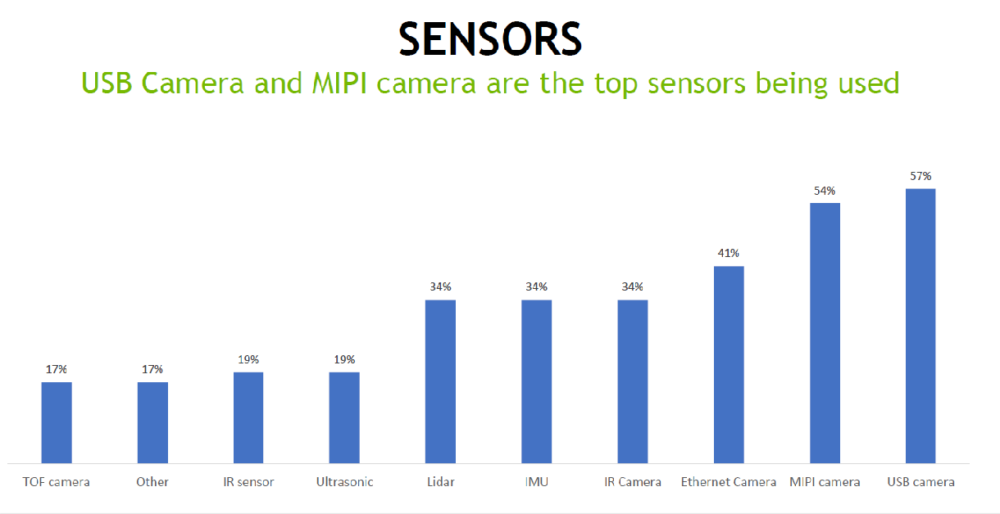 SENSORS
USB Camera and MIPI camera are the top sensors being used
57%
54%
41%
34% 34% 34%
19% 19%
17% 17%
TOF camera Other IR sensor Ultrasonic Lidar IMU IR Camera Ethernet Camera MIPI camera USB camera